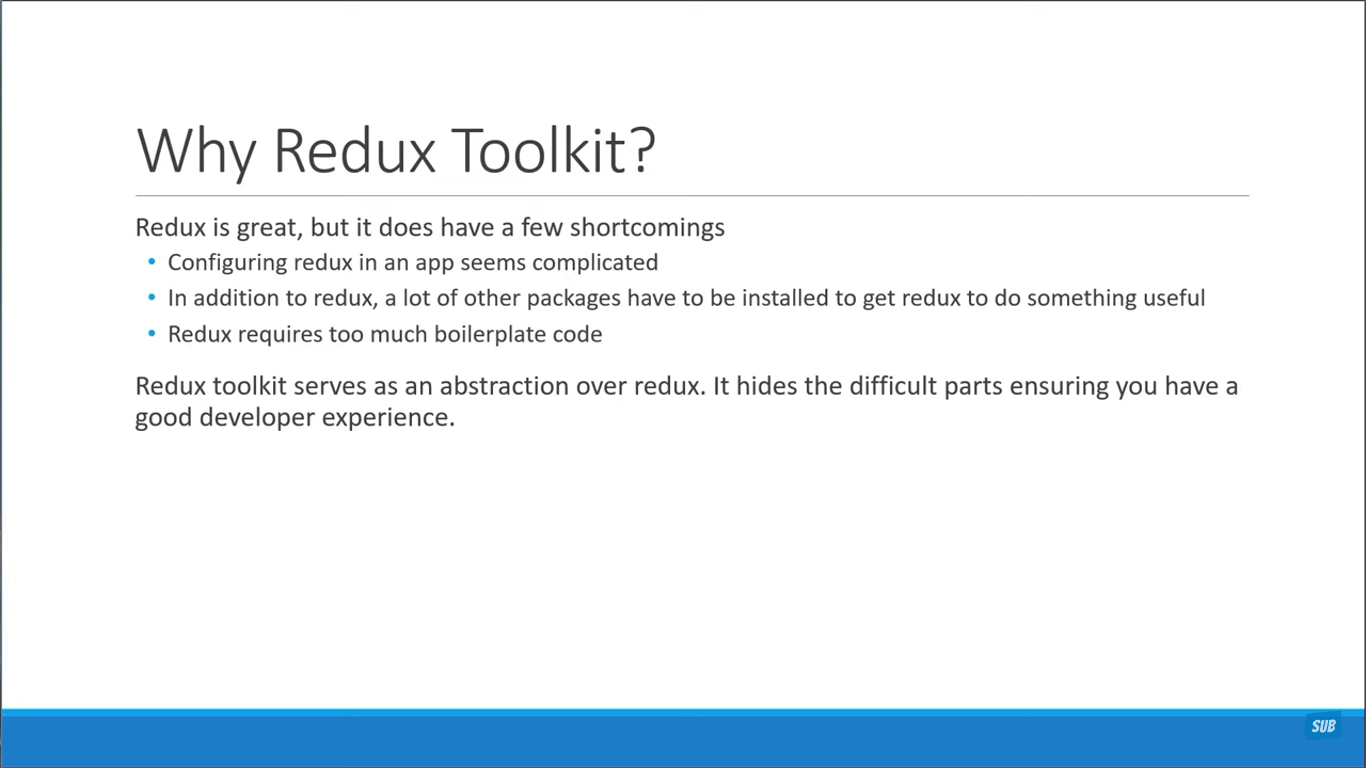 Why Redux Toolkit?
Redux is great, but it does have a few shortcomings
• Configuring redux in an app seems complicated
• In addition to redux, a lot of other packages have to be installed to get redux to do something useful
• Redux requires too much boilerplate code
Redux toolkit serves as an abstraction over redux. It hides the difficult parts ensuring you have a
good developer experience.
SUB